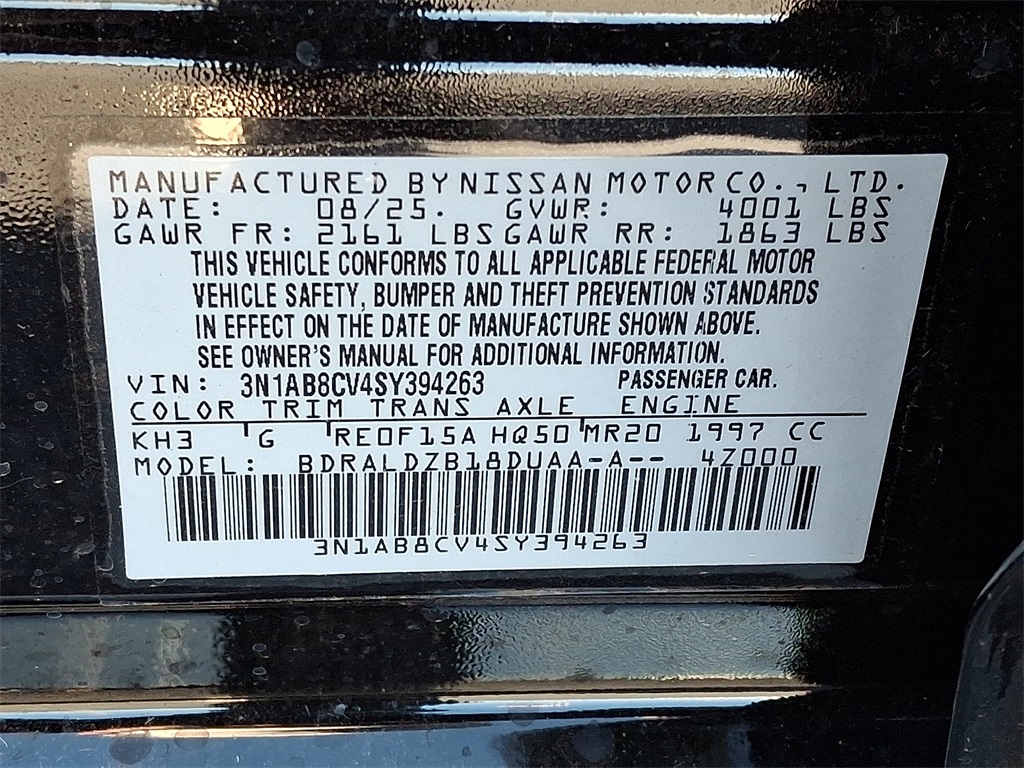 MANUFACTURED BY NISSAN MOTOR CO., LTD.
DATE: 08/25. GVWR: 4001 LBS
GAWR FR: 2161 LBS GAWR RR: 1863 LBS
THIS VEHICLE CONFORMS TO ALL APPLICABLE FEDERAL MOTOR
VEHICLE SAFETY, BUMPER AND THEFT PREVENTION STANDARDS
IN EFFECT ON THE DATE OF MANUFACTURE SHOWN ABOVE.
SEE OWNER'S MANUAL FOR ADDITIONAL INFORMATION.
VIN: 3N1AB8CV4SY394263 PASSENGER CAR.
COLOR TRIM TRANS AXLE ENGINE
KH3 G RE0F15A HQ50 MR20 1997 CC
MODEL: BDRALDZB18DUAA-A-- 4Z000
3N1AB8CV4SY394263